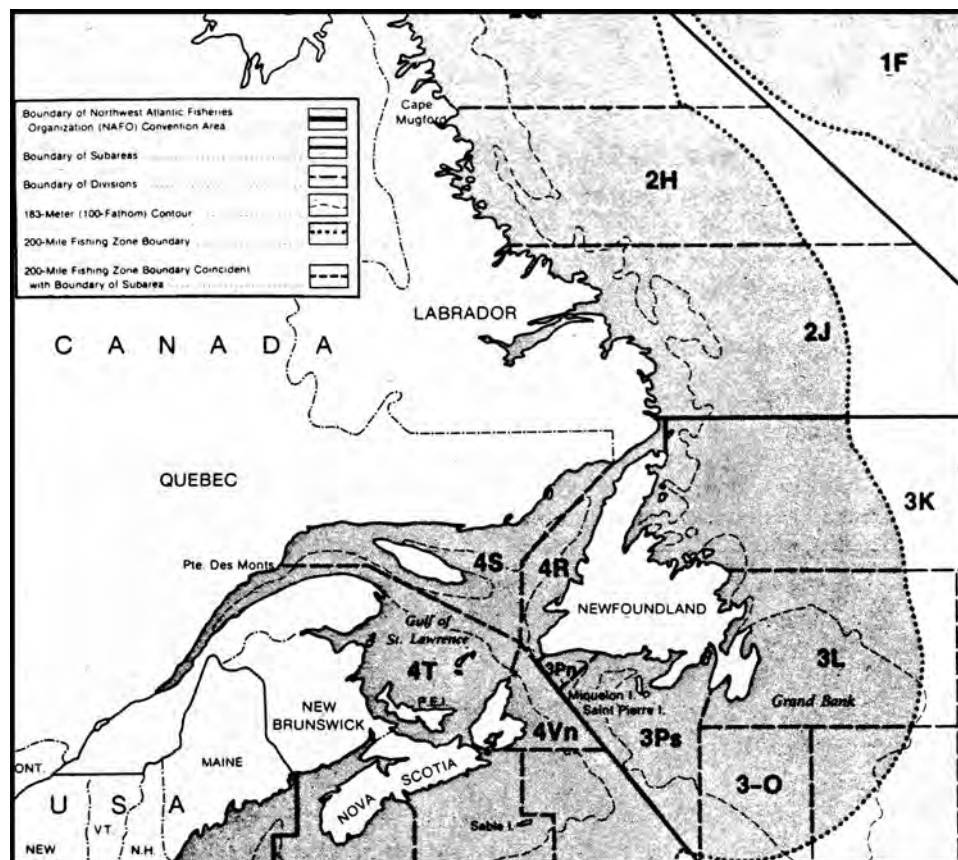 2G
1F
Boundary of Northwest Atlantic Fisheries
Organization (NAFO) Convention Area
Boundary of Subareas
Boundary of Divisions
183-Meter (100-Fathom) Contour
200-Mile Fishing Zone Boundary
200-Mile Fishing Zone Boundary Coincident
with Boundary of Subarea
Cape
Mugford
2H
LABRADOR
2J
CANADA
QUEBEC
3K
Pte. Des Monts
4S
4R
NEWFOUNDLAND
Gulf of
St. Lawrence
4T
3Pn
3L
Miquelon I.
Saint Pierre I.
Grand Bank
P.E.I.
NEW
BRUNSWICK
4Vn
3Ps
MAINE
ONT.
NOVA SCOTIA
3-O
USA
VT.
Sable I.
NEW
N.H.